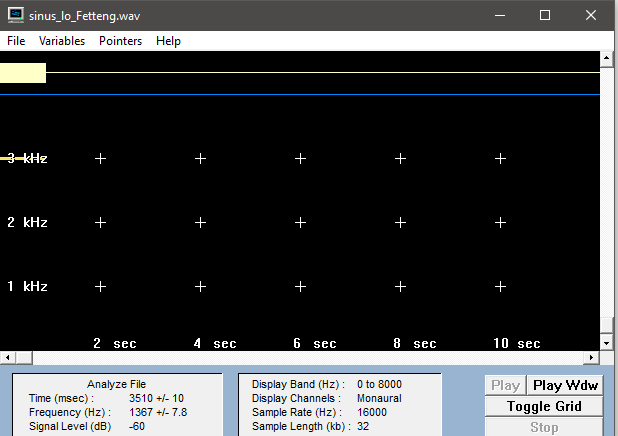 sinus_lo_Fetteng.wav
File Variables Pointers Help
3 kHz
2 kHz
1 kHz
2 sec 4 sec 6 sec 8 sec 10 sec
Analyze File
Time (msec) : 3510 +/- 10
Frequency (Hz) : 1367 +/- 7.8
Signal Level (dB) -60
Display Band (Hz) : 0 to 8000
Display Channels : Monaural
Sample Rate (Hz) : 16000
Sample Length (kb) : 32
Play Play Wdw
Toggle Grid
Stop